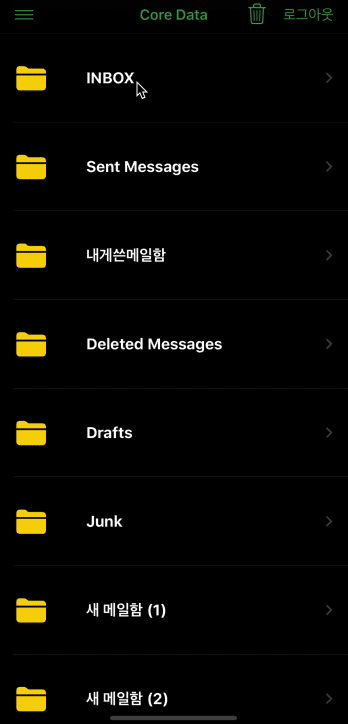 Core Data 로그아웃
INBOX
Sent Messages
내게쓴메일함
Deleted Messages
Drafts
Junk
새 메일함 (1)
새 메일함 (2)